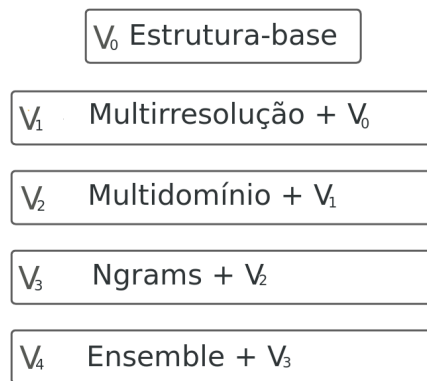 V₀ Estrutura-base
V₁ Multirresolução + V₀
V₂ Multidomínio + V₁
V₃ Ngrams + V₂
V₄ Ensemble + V₃